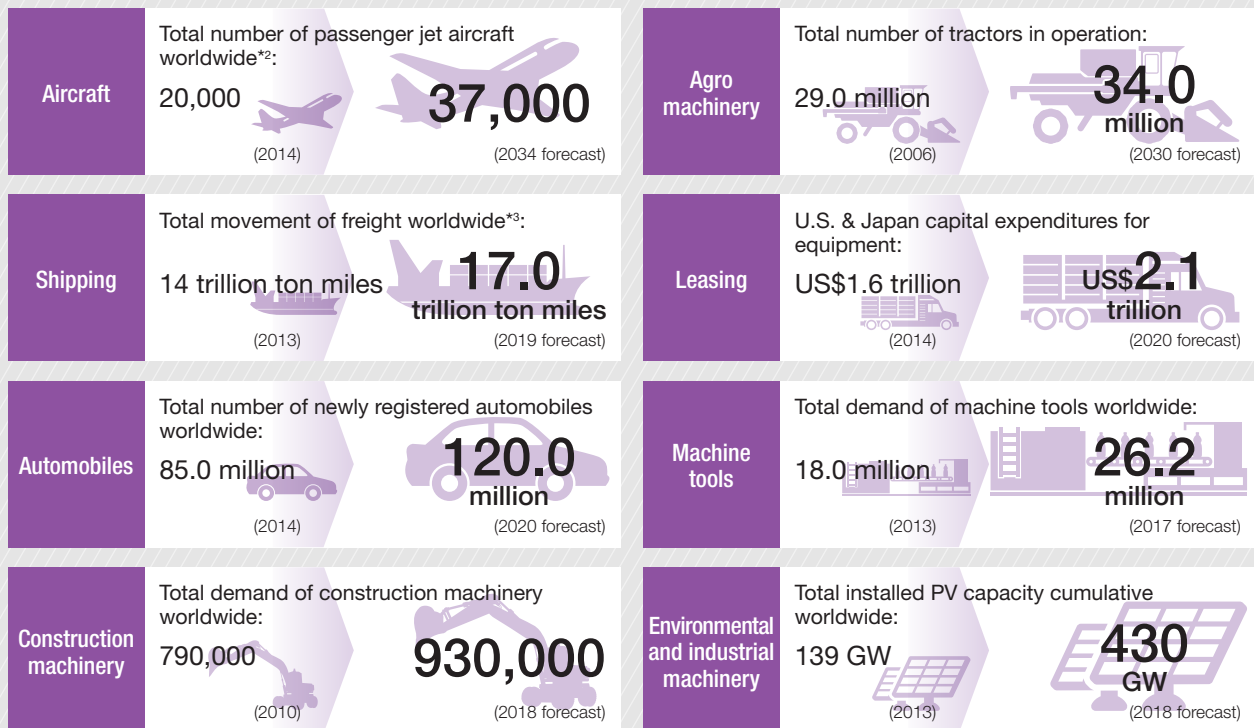 Aircraft
Total number of passenger jet aircraft
worldwide*2:
20,000
(2014)
37,000
(2034 forecast)
Agro
machinery
Total number of tractors in operation:
29.0 million
(2006)
34.0
million
(2030 forecast)
Shipping
Total movement of freight worldwide*3:
14 trillion ton miles
(2013)
17.0
trillion ton miles
(2019 forecast)
Leasing
U.S. & Japan capital expenditures for
equipment:
US$1.6 trillion
(2014)
US$2.1
trillion
(2020 forecast)
Automobiles
Total number of newly registered automobiles
worldwide:
85.0 million
(2014)
120.0
million
(2020 forecast)
Machine
tools
Total demand of machine tools worldwide:
18.0 million
(2013)
26.2
million
(2017 forecast)
Construction
machinery
Total demand of construction machinery
worldwide:
790,000
(2010)
930,000
(2018 forecast)
Environmental
and industrial
machinery
Total installed PV capacity cumulative
worldwide:
139 GW
(2013)
430
GW
(2018 forecast)